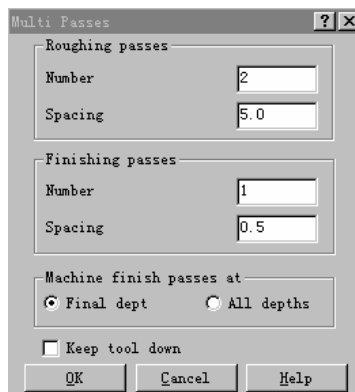 Multi Passes
Roughing passes
Number 2
Spacing 5.0
Finishing passes
Number 1
Spacing 0.5
Machine finish passes at
Final dept All depths
Keep tool down
OK Cancel Help